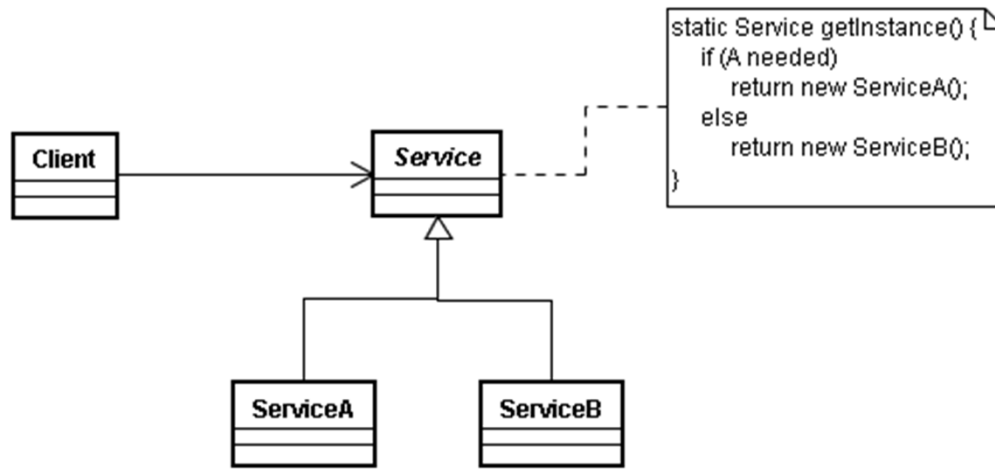 Client
Service
static Service getInstance() {
if (A needed)
return new ServiceA();
else
return new ServiceB();
}
ServiceA
ServiceB